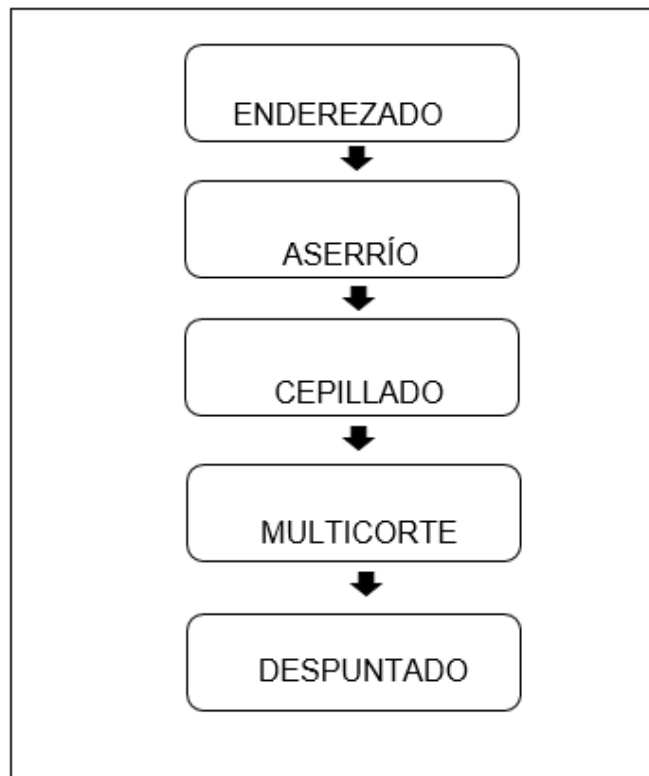 ENDEREZADO
ASERRÍO
CEPILLADO
MULTICORTE
DESPUNTADO